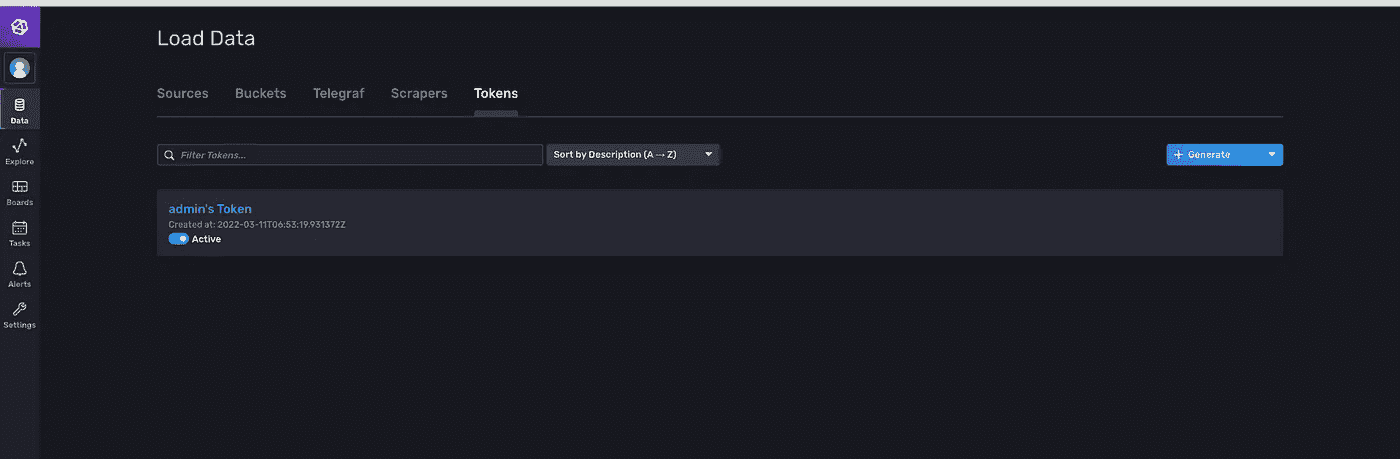 Load Data
Sources Buckets Telegraf Scrapers Tokens
Filter Tokens... Sort by Description (A → Z) Generate
admin's Token
Created at: 2022-03-11T06:53:19.931372Z
Active
Data
Explore
Boards
Tasks
Alerts
Settings